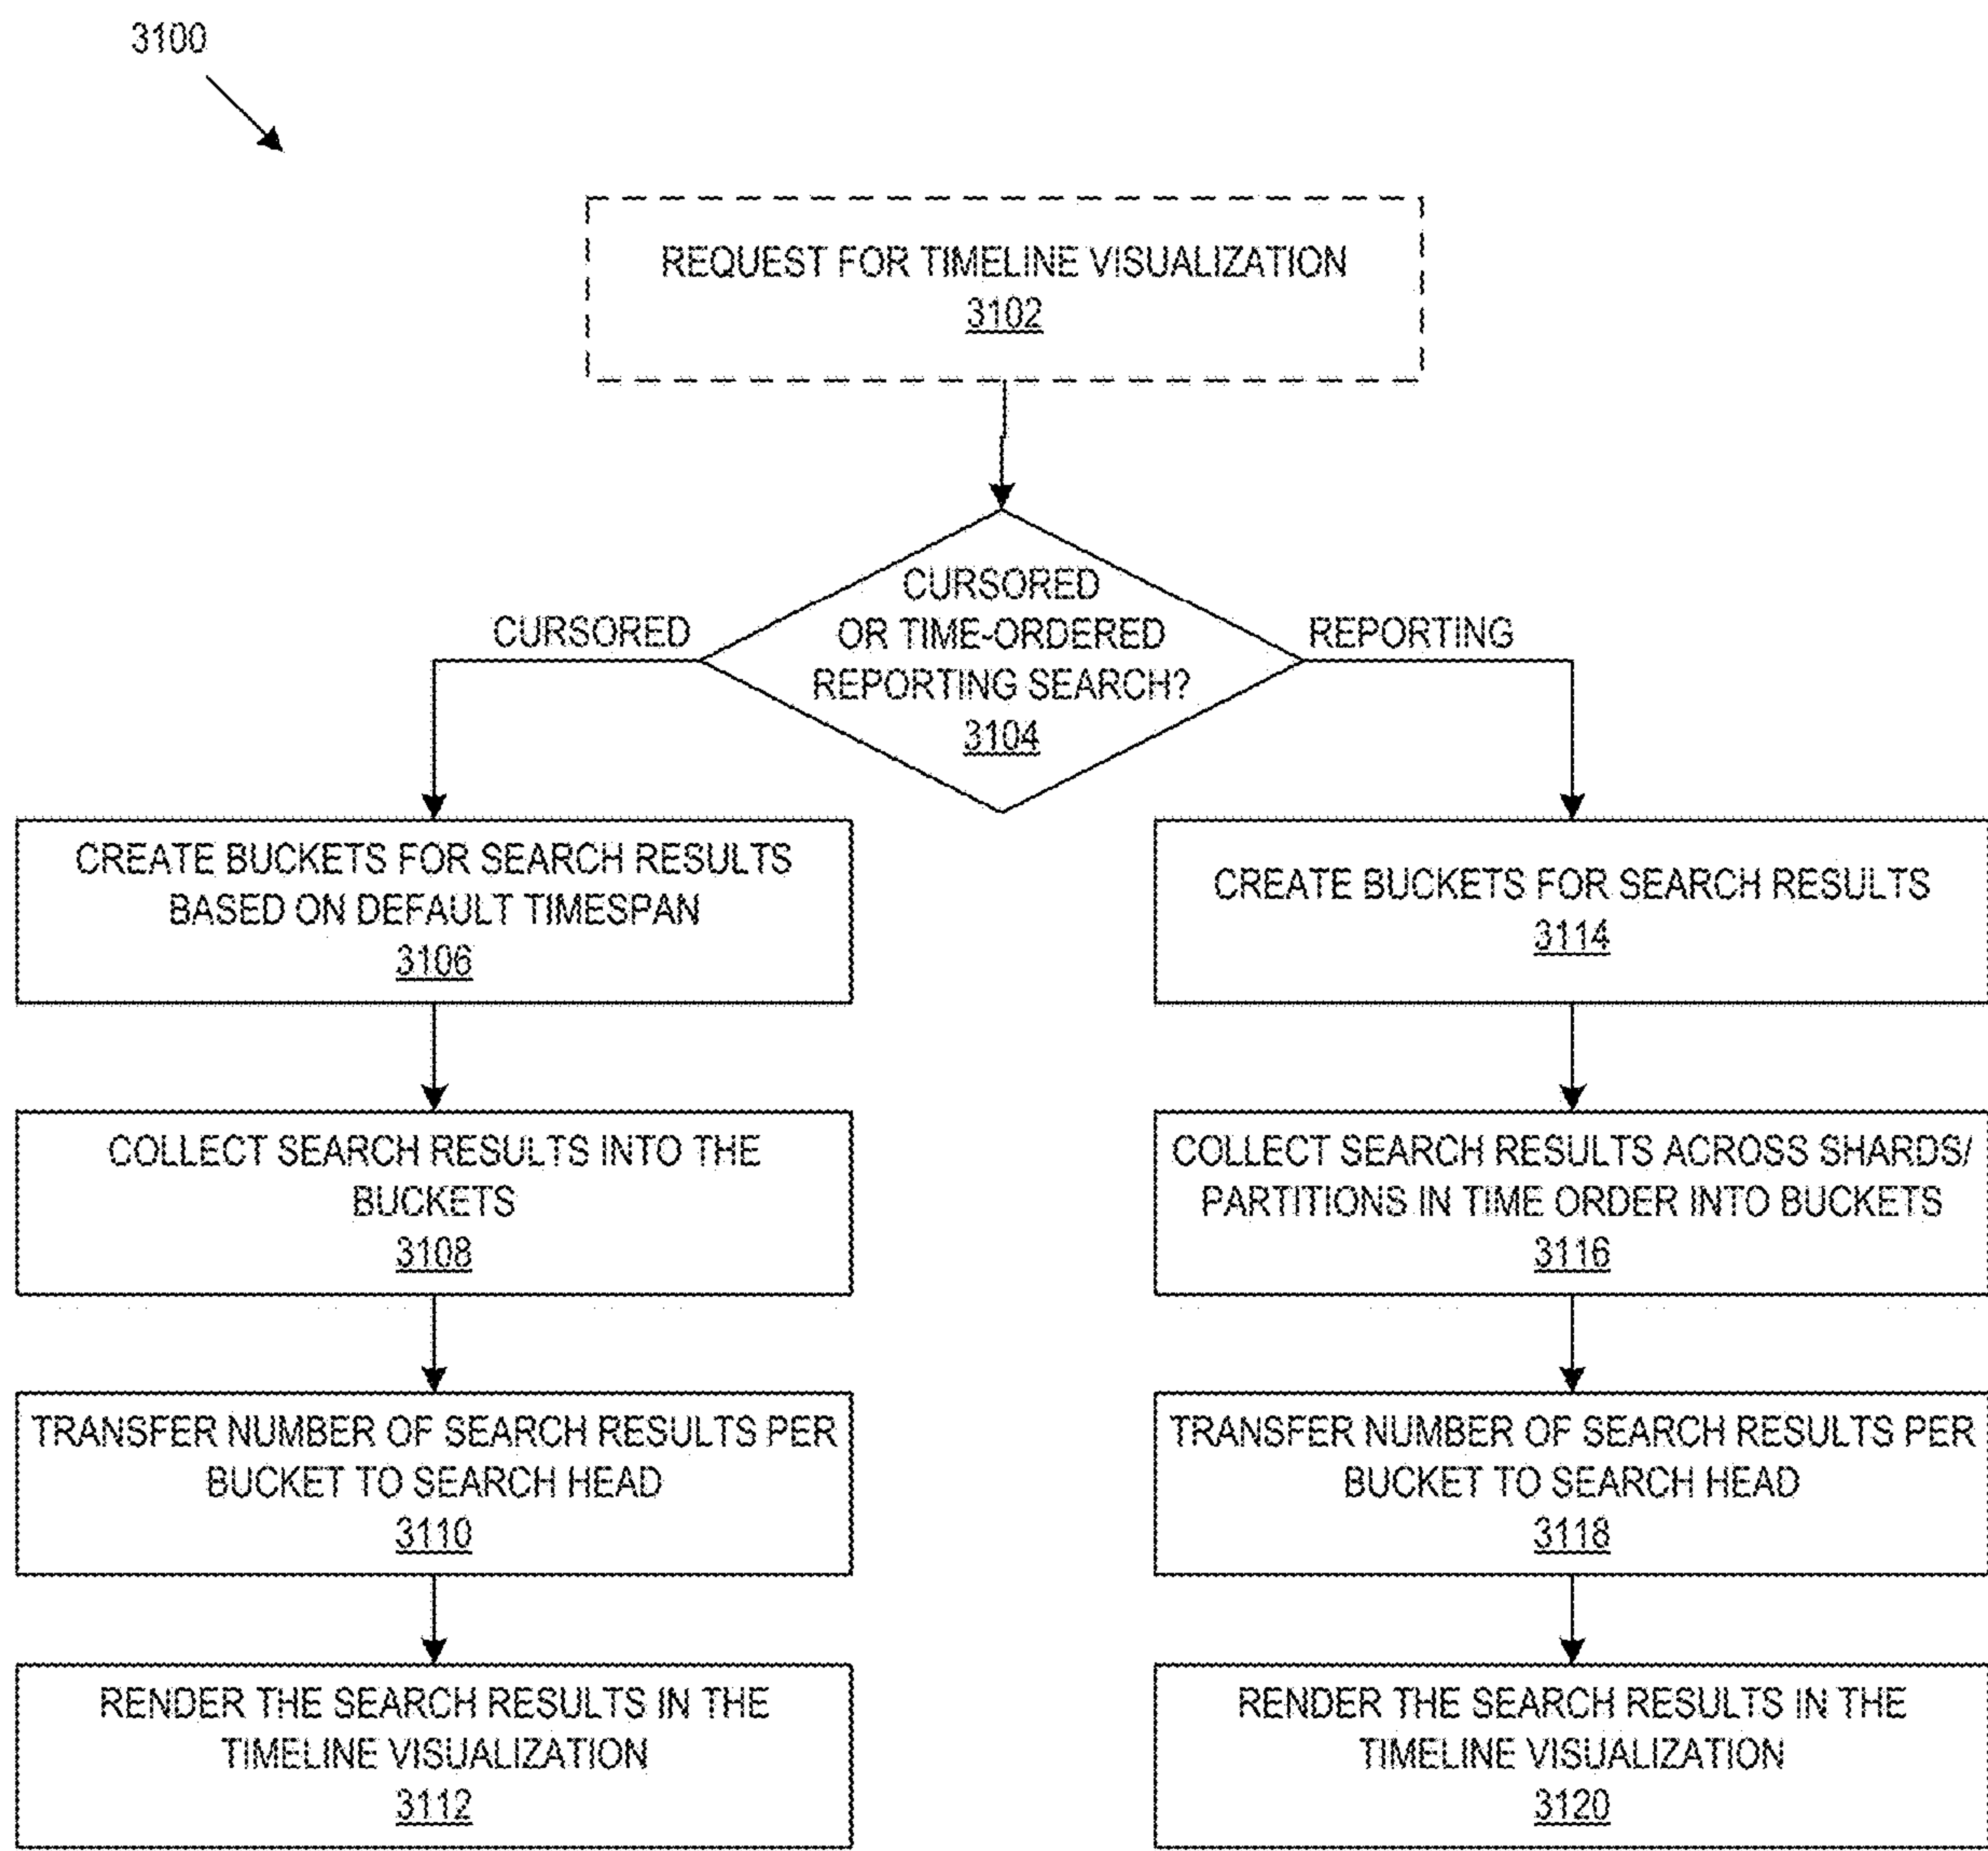 3100
REQUEST FOR TIMELINE VISUALIZATION
3102
CURSORED
OR TIME-ORDERED
REPORTING SEARCH?
3104
CURSORED
REPORTING
CREATE BUCKETS FOR SEARCH RESULTS
BASED ON DEFAULT TIMESPAN
3106
COLLECT SEARCH RESULTS INTO THE
BUCKETS
3108
TRANSFER NUMBER OF SEARCH RESULTS PER
BUCKET TO SEARCH HEAD
3110
RENDER THE SEARCH RESULTS IN THE
TIMELINE VISUALIZATION
3112
CREATE BUCKETS FOR SEARCH RESULTS
3114
COLLECT SEARCH RESULTS ACROSS SHARDS/
PARTITIONS IN TIME ORDER INTO BUCKETS
3116
TRANSFER NUMBER OF SEARCH RESULTS PER
BUCKET TO SEARCH HEAD
3118
RENDER THE SEARCH RESULTS IN THE
TIMELINE VISUALIZATION
3120